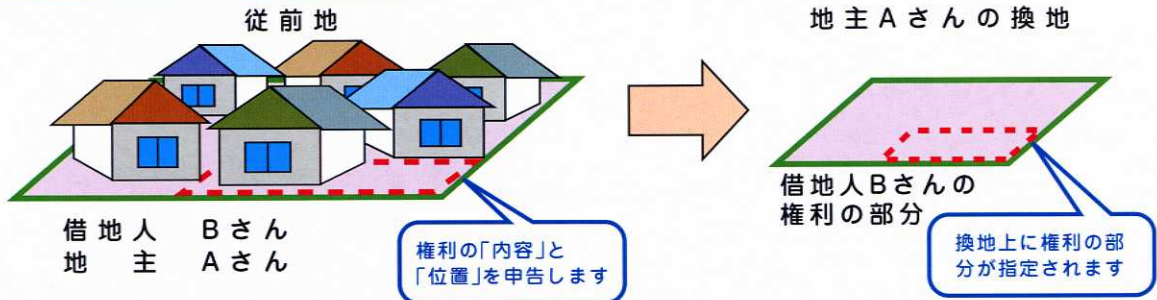 従前地
地主Aさんの換地
借地人 Bさん
地 主 Aさん
権利の「内容」と
「位置」を申告します
借地人Bさんの
権利の部分
換地上に権利の部
分が指定されます